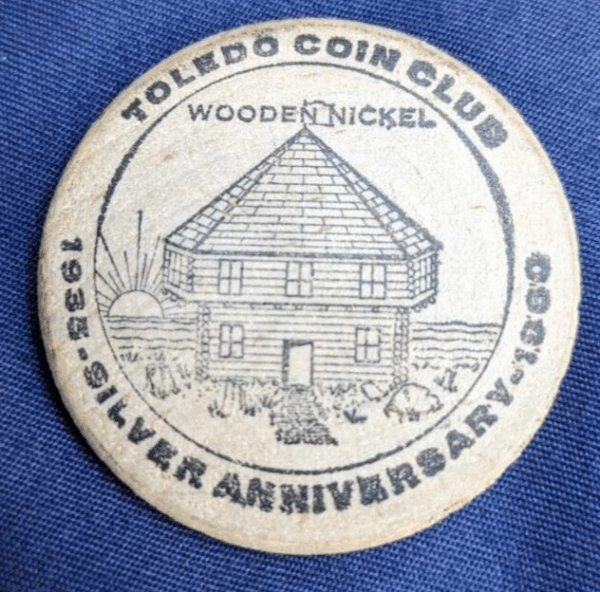 TOLEDO COIN CLUB
WOODEN NICKEL
1935-SILVER ANNIVERSARY-1960